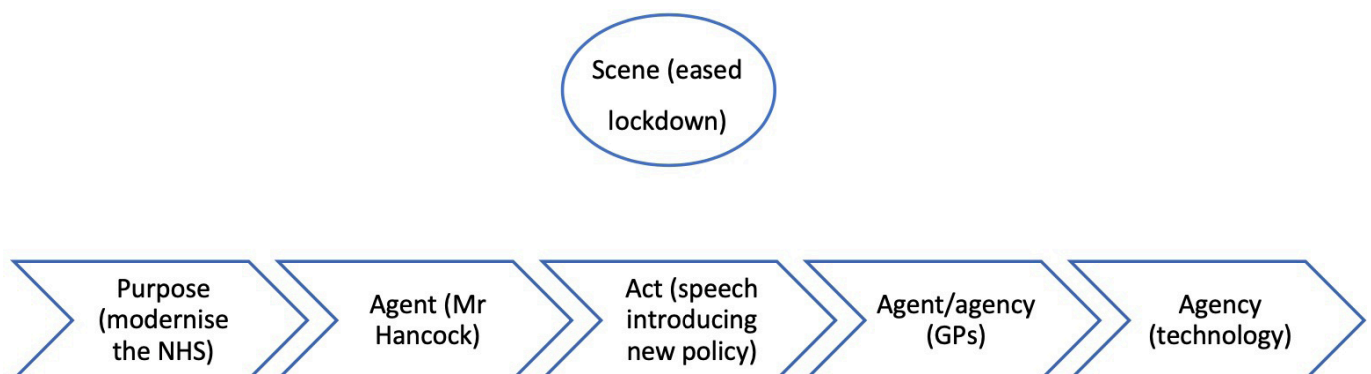 Scene (eased
lockdown)
Purpose
(modernise
the NHS)
Agent (Mr
Hancock)
Act (speech
introducing
new policy)
Agent/agency
(GPs)
Agency
(technology)